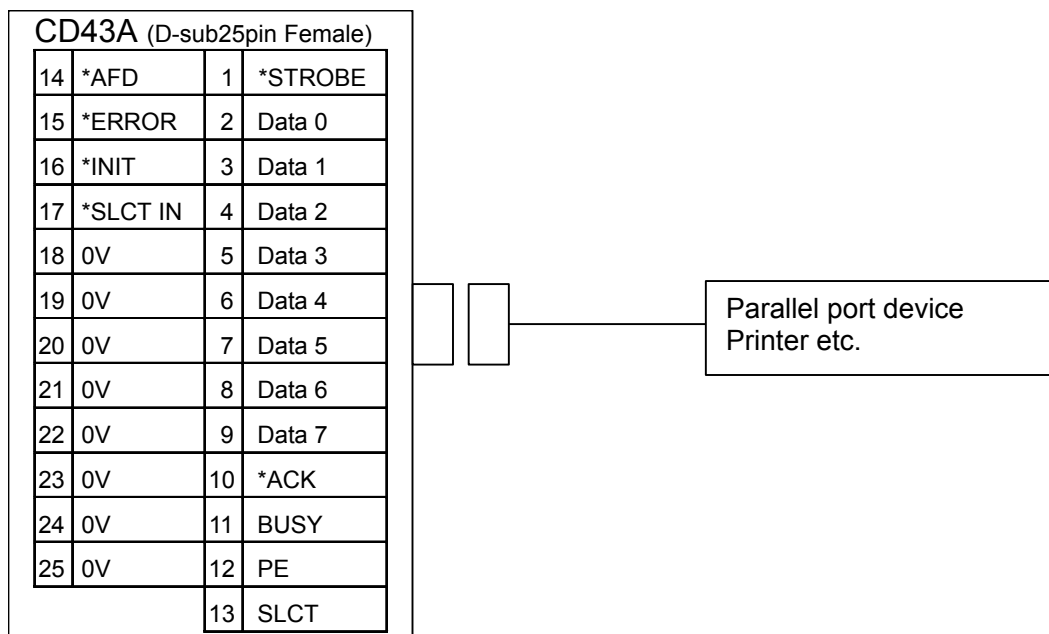 CD43A (D-sub25pin Female)
14 *AFD 1 *STROBE
15 *ERROR 2 Data 0
16 *INIT 3 Data 1
17 *SLCT IN 4 Data 2
18 0V 5 Data 3
19 0V 6 Data 4
20 0V 7 Data 5
21 0V 8 Data 6
22 0V 9 Data 7
23 0V 10 *ACK
24 0V 11 BUSY
25 0V 12 PE
13 SLCT
Parallel port device
Printer etc.